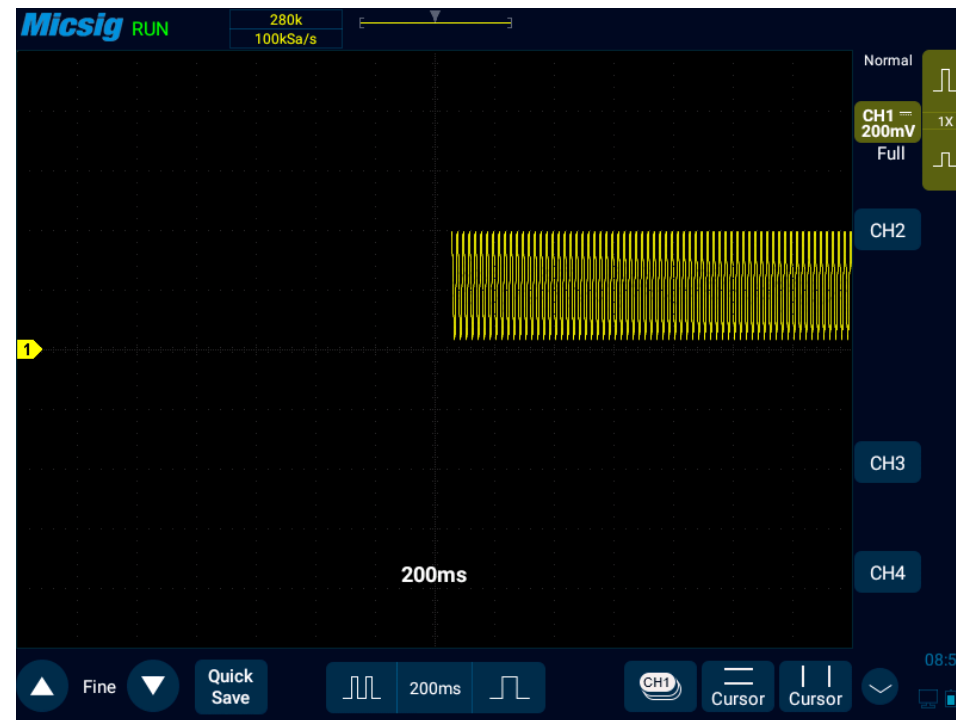 Micsig RUN
280k
100kSa/s
Normal
CH1
200mV
1X
Full
CH2
1
CH3
CH4
200ms
Fine
Quick
Save
200ms
CH1
Cursor
Cursor
08:5